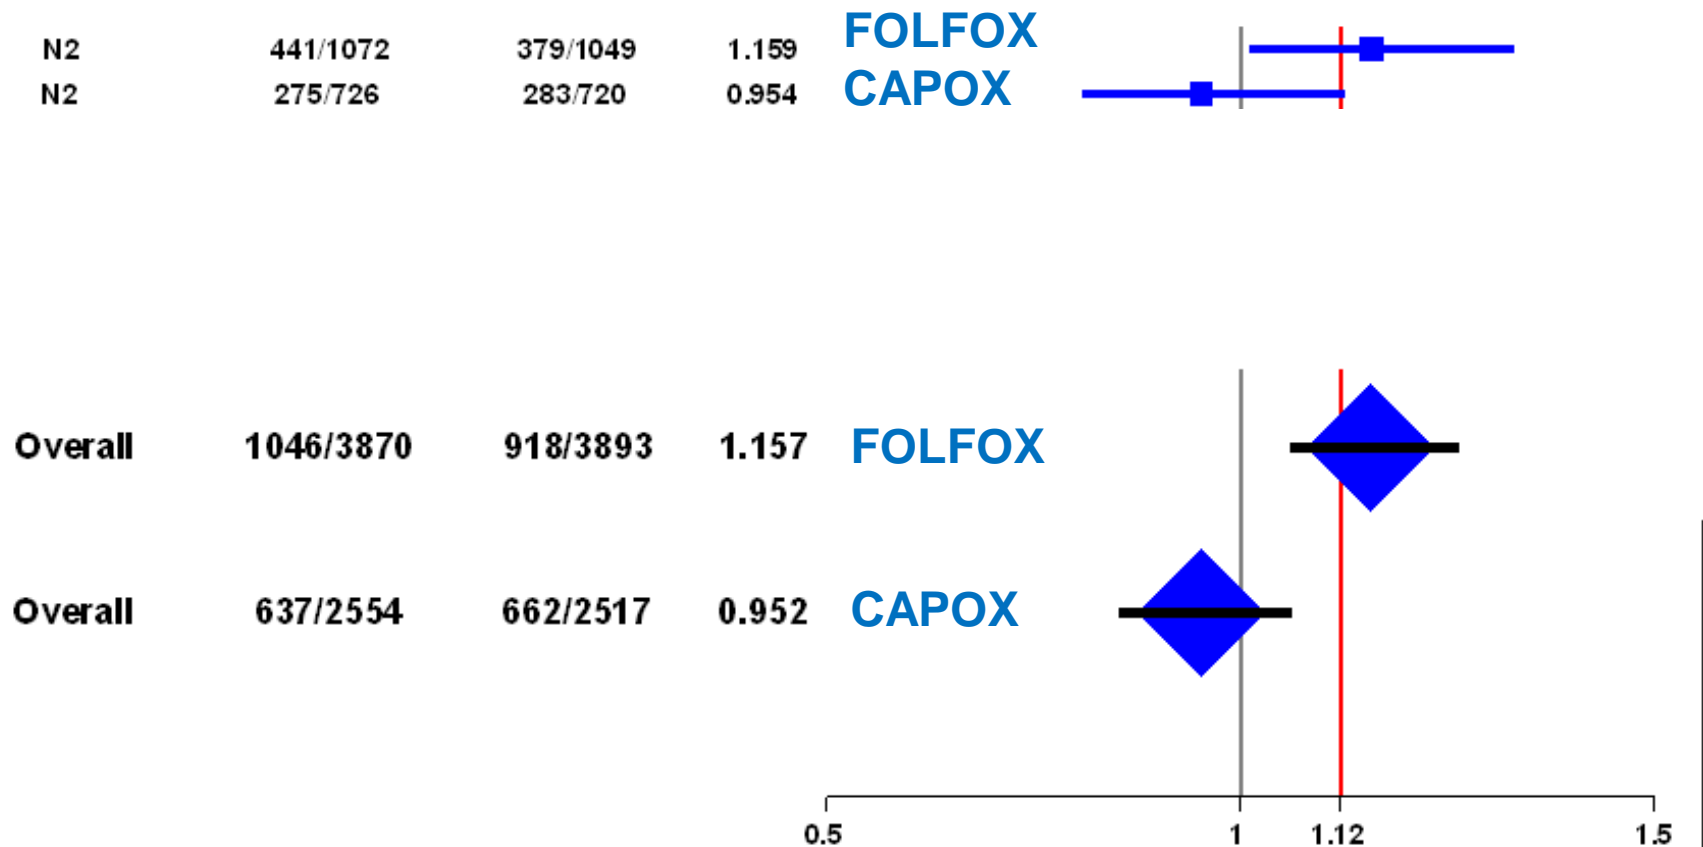 N2 441/1072 379/1049 1.159 FOLFOX
N2 275/726 283/720 0.954 CAPOX
Overall 1046/3870 918/3893 1.157 FOLFOX
Overall 637/2554 662/2517 0.952 CAPOX
0.5 1 1.12 1.5